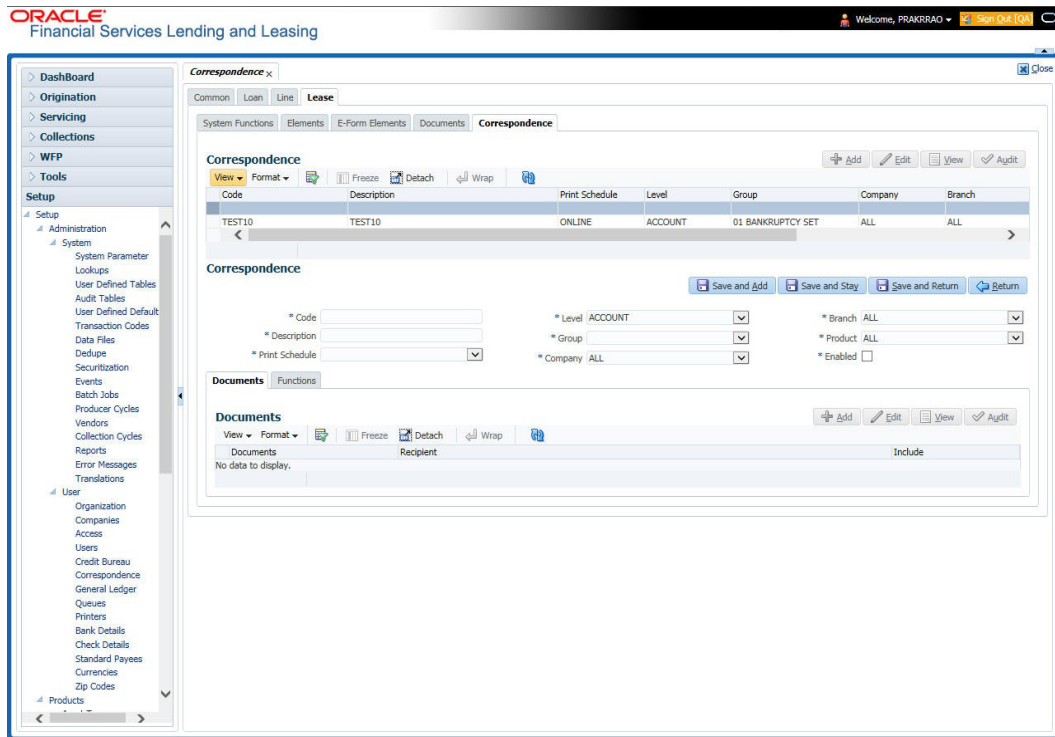 ORACLE
Financial Services Lending and Leasing
Welcome, PRAKRRAO
Sign Out [QA]
Close
DashBoard
Origination
Servicing
Collections
WFP
Tools
Setup
Setup
Administration
System
System Parameter
Lookups
User Defined Tables
Audit Tables
User Defined Default
Transaction Codes
Data Files
Dedupe
Securitization
Events
Batch Jobs
Producer Cycles
Vendors
Collection Cycles
Reports
Error Messages
Translations
User
Organization
Companies
Access
Users
Credit Bureau
Correspondence
General Ledger
Queues
Printers
Bank Details
Check Details
Standard Payees
Currencies
Zip Codes
Products
Correspondence x
Common Loan Line Lease
System Functions Elements E-Form Elements Documents Correspondence
Correspondence
Add Edit View Audit
View Format Freeze Detach Wrap
Code Description Print Schedule Level Group Company Branch
TEST10 TEST10 ONLINE ACCOUNT 01 BANKRUPTCY SET ALL ALL
Correspondence
Save and Add Save and Stay Save and Return Return
* Code * Level ACCOUNT * Branch ALL
* Description * Group * Product ALL
* Print Schedule * Company ALL * Enabled
Documents Functions
Documents
Add Edit View Audit
View Format Freeze Detach Wrap
Documents Recipient Include
No data to display.